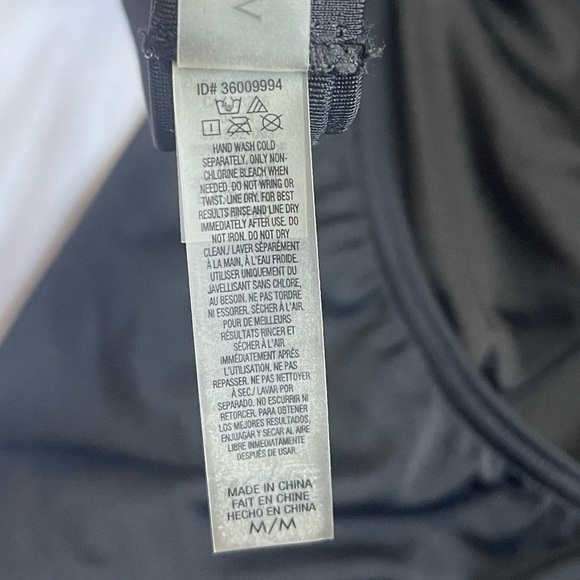 V
ID# 36009994
HAND WASH COLD
SEPARATELY, ONLY NON-
CHLORINE BLEACH WHEN
NEEDED. DO NOT WRING OR
TWIST. LINE DRY. FOR BEST
RESULTS RINSE AND LINE DRY
IMMEDIATELY AFTER USE. DO
NOT IRON. DO NOT DRY
CLEAN./ LAVER SÉPARÉMENT
À LA MAIN, À L'EAU FROIDE.
UTILISER UNIQUEMENT DU
JAVELLISANT SANS CHLORE,
AU BESOIN. NE PAS TORDRE
NI ESSORER. SÉCHER À L'AIR.
POUR DE MEILLEURS
RÉSULTATS RINCER ET
SÉCHER À L'AIR
IMMÉDIATEMENT APRÈS
L'UTILISATION. NE PAS
REPASSER. NE PAS NETTOYER
À SEC./ LAVAR POR
SEPARADO. NO ESCURRIR NI
RETORCER. PARA OBTENER
LOS MEJORES RESULTADOS,
ENJUAGAR Y SECAR AL AIRE
LIBRE INMEDIATAMENTE
DESPUÉS DE USAR.
MADE IN CHINA
FAIT EN CHINE
HECHO EN CHINA
M/M